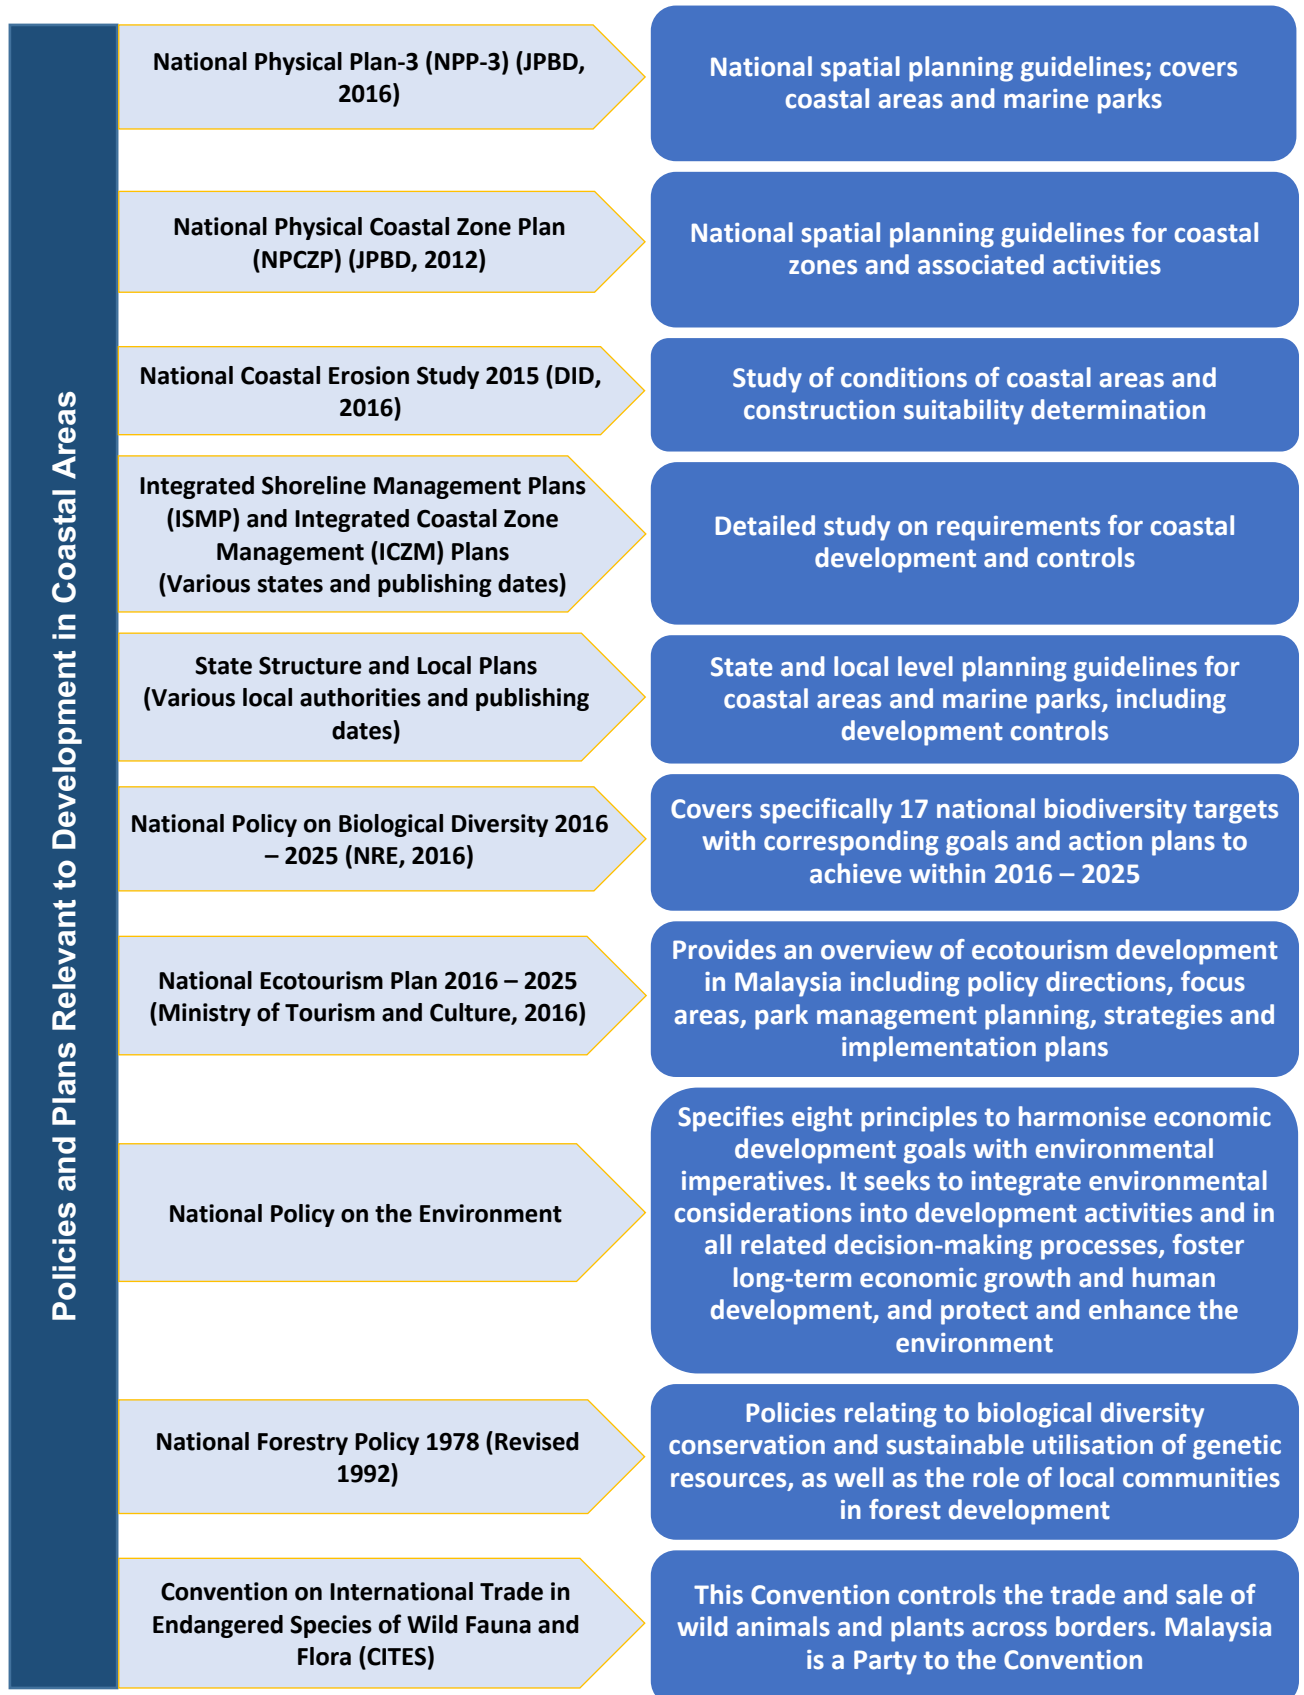 Policies and Plans Relevant to Development in Coastal Areas
National Physical Plan-3 (NPP-3) (JPBD,
2016)
National spatial planning guidelines; covers
coastal areas and marine parks
National Physical Coastal Zone Plan
(NPCZP) (JPBD, 2012)
National spatial planning guidelines for coastal
zones and associated activities
National Coastal Erosion Study 2015 (DID,
2016)
Study of conditions of coastal areas and
construction suitability determination
Integrated Shoreline Management Plans
(ISMP) and Integrated Coastal Zone
Management (ICZM) Plans
(Various states and publishing dates)
Detailed study on requirements for coastal
development and controls
State Structure and Local Plans
(Various local authorities and publishing
dates)
State and local level planning guidelines for
coastal areas and marine parks, including
development controls
National Policy on Biological Diversity 2016
– 2025 (NRE, 2016)
Covers specifically 17 national biodiversity targets
with corresponding goals and action plans to
achieve within 2016 – 2025
National Ecotourism Plan 2016 – 2025
(Ministry of Tourism and Culture, 2016)
Provides an overview of ecotourism development
in Malaysia including policy directions, focus
areas, park management planning, strategies and
implementation plans
National Policy on the Environment
Specifies eight principles to harmonise economic
development goals with environmental
imperatives. It seeks to integrate environmental
considerations into development activities and in
all related decision-making processes, foster
long-term economic growth and human
development, and protect and enhance the
environment
National Forestry Policy 1978 (Revised
1992)
Policies relating to biological diversity
conservation and sustainable utilisation of genetic
resources, as well as the role of local communities
in forest development
Convention on International Trade in
Endangered Species of Wild Fauna and
Flora (CITES)
This Convention controls the trade and sale of
wild animals and plants across borders. Malaysia
is a Party to the Convention